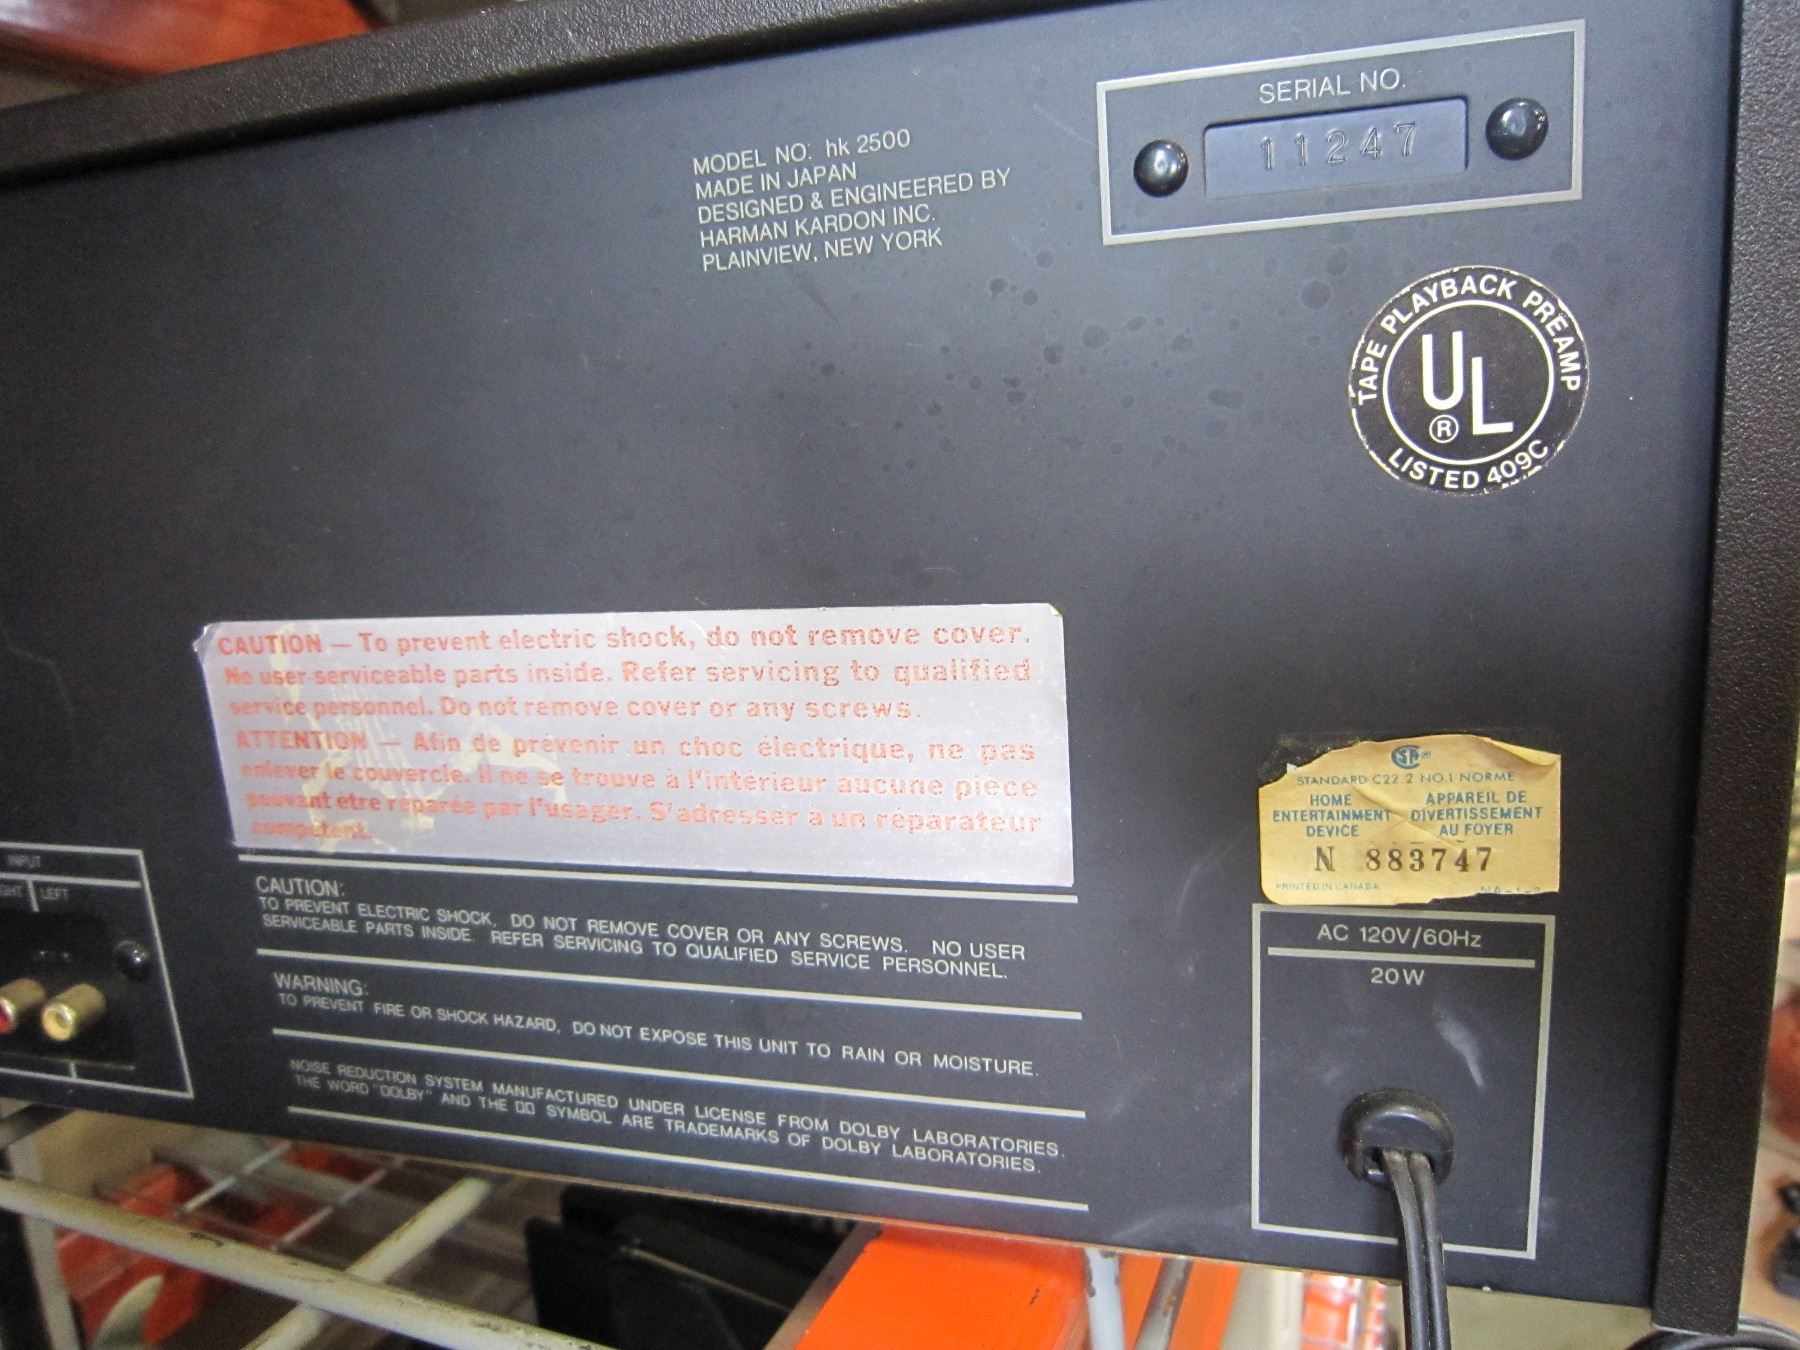 SERIAL NO.
11247
MODEL NO: hk 2500
MADE IN JAPAN
DESIGNED & ENGINEERED BY
HARMAN KARDON INC.
PLAINVIEW, NEW YORK
TAPE PLAYBACK PREAMP
UL
®
LISTED 409C
CAUTION – To prevent electric shock, do not remove cover.
No user-serviceable parts inside. Refer servicing to qualified
service personnel. Do not remove cover or any screws.
ATTENTION – Afin de prévenir un choc électrique, ne pas
enlever le couvercle. Il ne se trouve à l'intérieur aucune pièce
pouvant être réparée par l'usager. S'adresser à un réparateur
compétent.
STANDARD C22.2 NO.1 NORME
HOME APPAREIL DE
ENTERTAINMENT DIVERTISSEMENT
DEVICE AU FOYER
N 883747
PRINTED IN CANADA
INPUT
LEFT
CAUTION:
TO PREVENT ELECTRIC SHOCK, DO NOT REMOVE COVER OR ANY SCREWS. NO USER
SERVICEABLE PARTS INSIDE. REFER SERVICING TO QUALIFIED SERVICE PERSONNEL.
WARNING:
TO PREVENT FIRE OR SHOCK HAZARD, DO NOT EXPOSE THIS UNIT TO RAIN OR MOISTURE.
NOISE REDUCTION SYSTEM MANUFACTURED UNDER LICENSE FROM DOLBY LABORATORIES.
THE WORD "DOLBY" AND THE SYMBOL ARE TRADEMARKS OF DOLBY LABORATORIES.
AC 120V/60Hz
20W